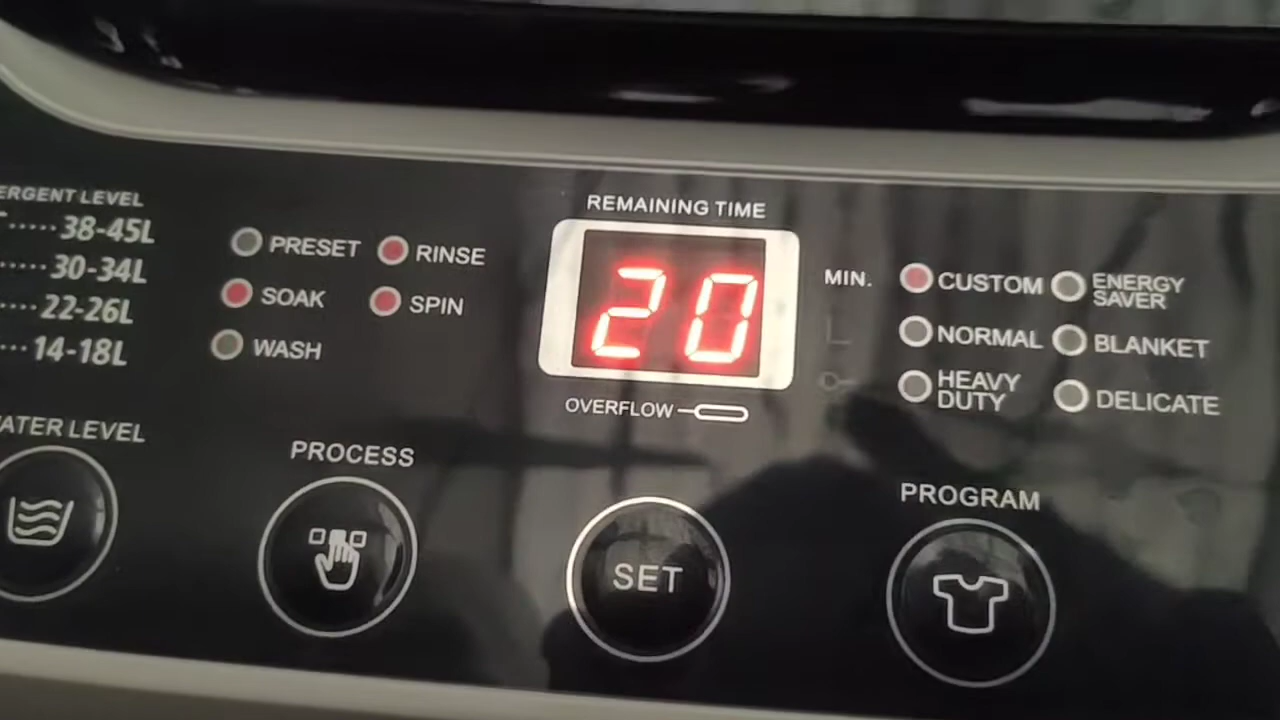 ERGENT LEVEL
·····38-45L
·····30-34L
····22-26L
···14-18L
ATER LEVEL
PRESET
RINSE
SOAK
SPIN
WASH
PROCESS
REMAINING TIME
20
MIN.
OVERFLOW
SET
CUSTOM
ENERGY
SAVER
NORMAL
BLANKET
HEAVY
DUTY
DELICATE
PROGRAM